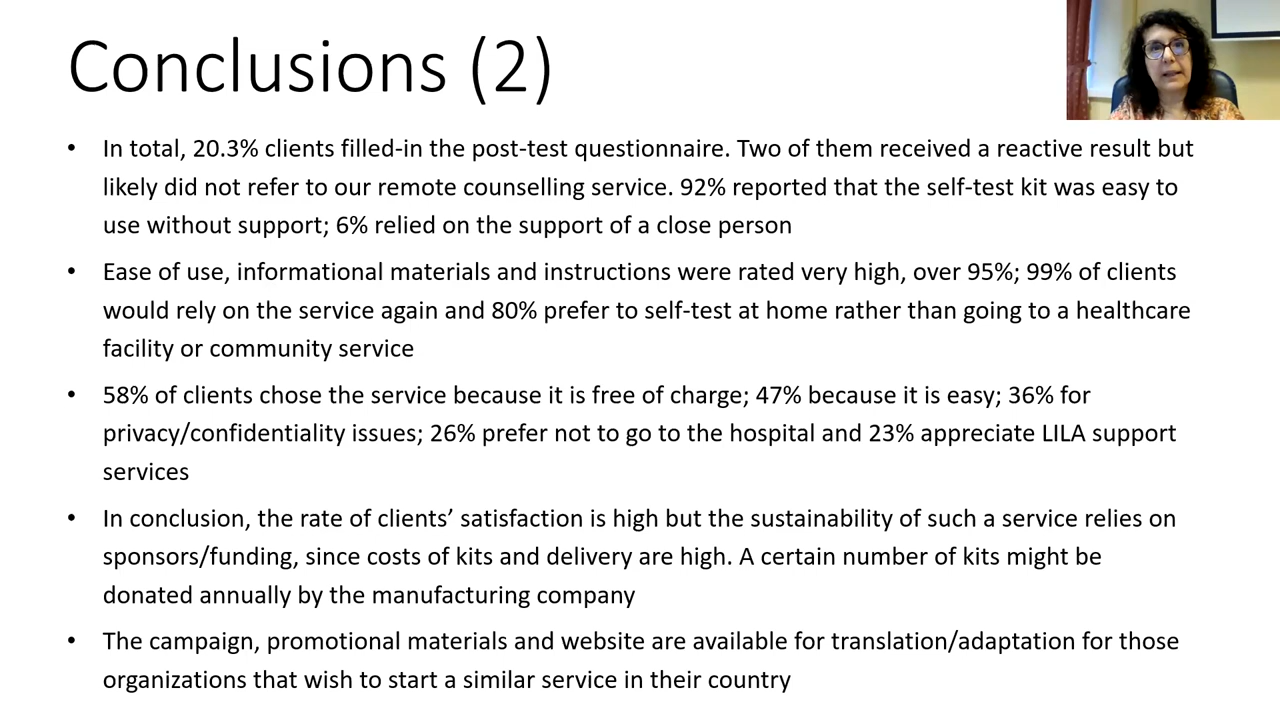 Conclusions (2)
• In total, 20.3% clients filled-in the post-test questionnaire. Two of them received a reactive result but
likely did not refer to our remote counselling service. 92% reported that the self-test kit was easy to
use without support; 6% relied on the support of a close person
• Ease of use, informational materials and instructions were rated very high, over 95%; 99% of clients
would rely on the service again and 80% prefer to self-test at home rather than going to a healthcare
facility or community service
• 58% of clients chose the service because it is free of charge; 47% because it is easy; 36% for
privacy/confidentiality issues; 26% prefer not to go to the hospital and 23% appreciate LILA support
services
• In conclusion, the rate of clients’ satisfaction is high but the sustainability of such a service relies on
sponsors/funding, since costs of kits and delivery are high. A certain number of kits might be
donated annually by the manufacturing company
• The campaign, promotional materials and website are available for translation/adaptation for those
organizations that wish to start a similar service in their country